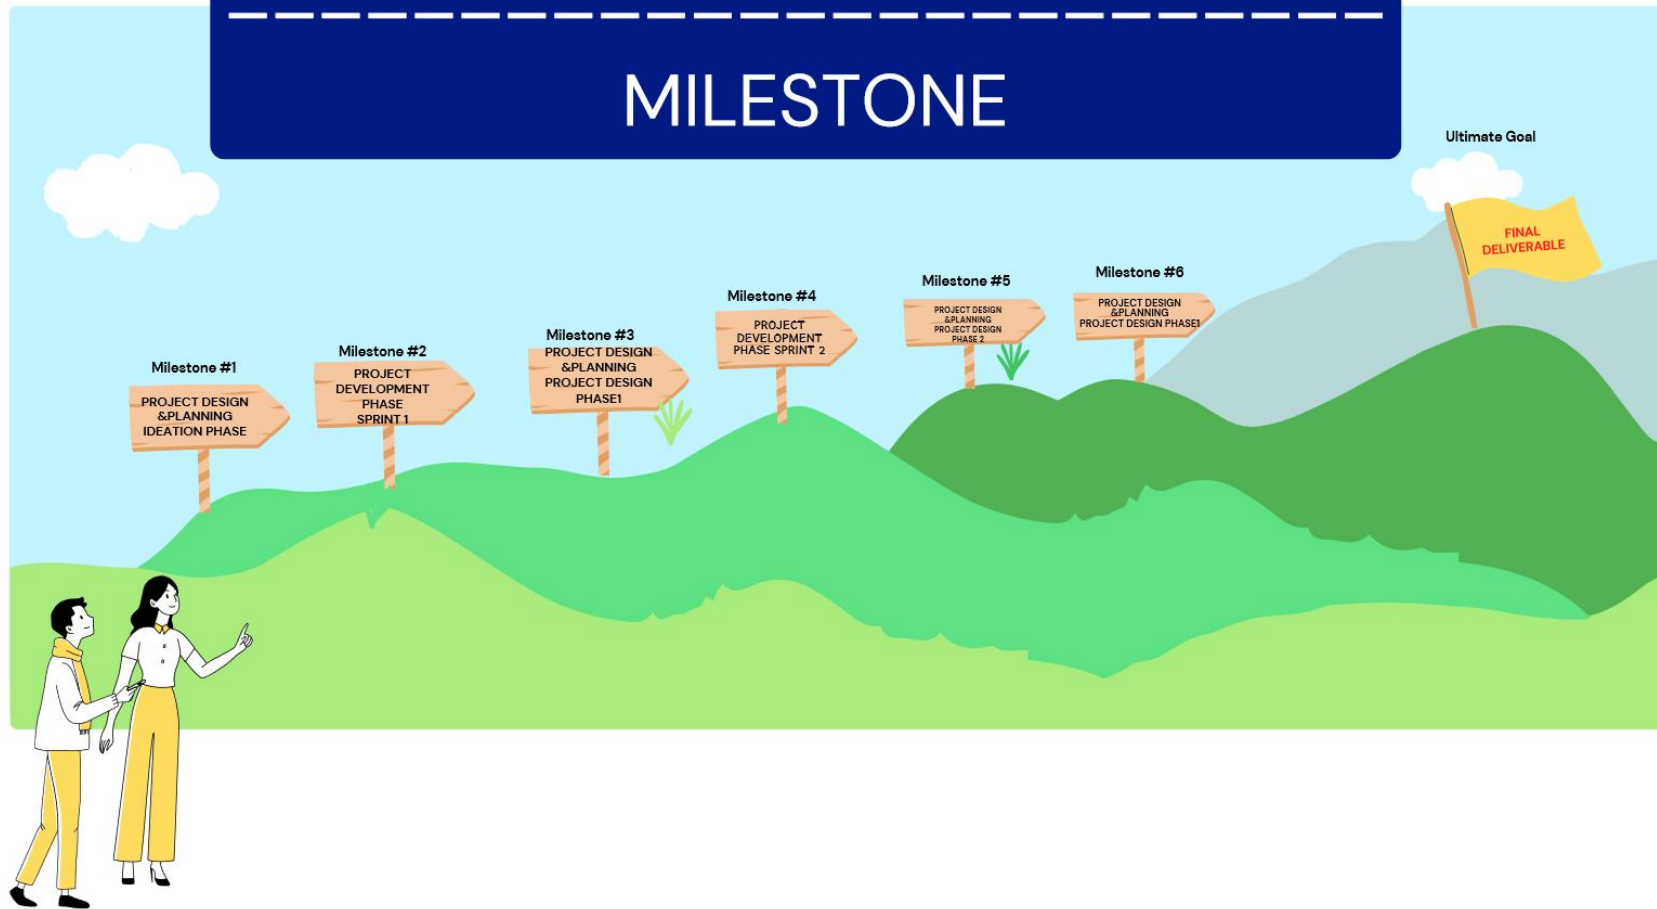 MILESTONE
Ultimate Goal
FINAL
DELIVERABLE
Milestone #1
PROJECT DESIGN
&PLANNING
IDEATION PHASE
Milestone #2
PROJECT
DEVELOPMENT
PHASE
SPRINT 1
Milestone #3
PROJECT DESIGN
&PLANNING
PROJECT DESIGN
PHASE1
Milestone #4
PROJECT
DEVELOPMENT
PHASE SPRINT 2
Milestone #5
PROJECT DESIGN
&PLANNING
PROJECT DESIGN
PHASE 2
Milestone #6
PROJECT DESIGN
&PLANNING
PROJECT DESIGN PHASE1